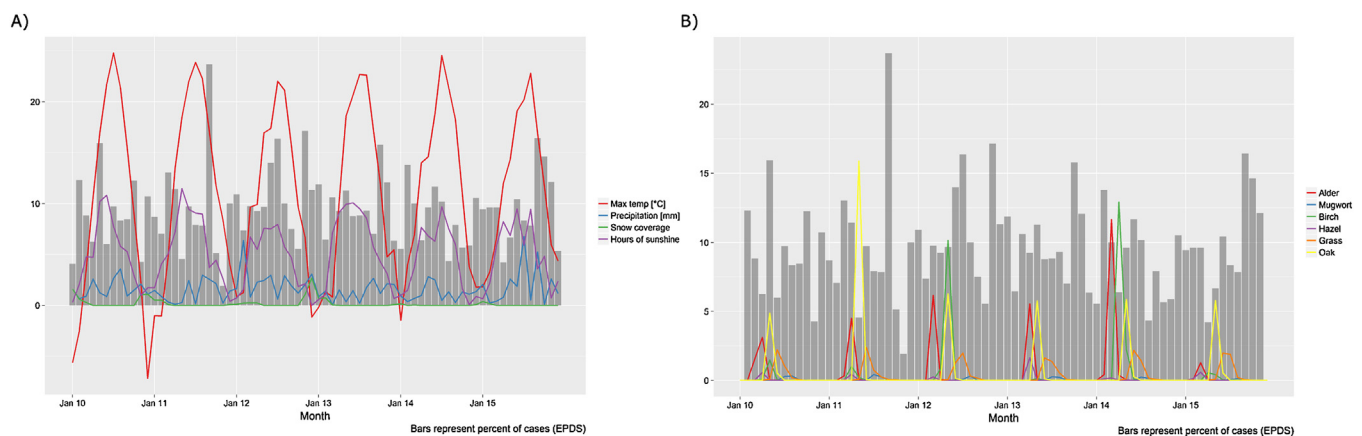 A)
20
10
0
Jan 10
Jan 11
Jan 12
Jan 13
Jan 14
Jan 15
Month
Bars represent percent of cases (EPDS)
Max temp [°C]
Precipitation [mm]
Snow coverage
Hours of sunshine
B)
20
15
10
5
0
Jan 10
Jan 11
Jan 12
Jan 13
Jan 14
Jan 15
Month
Bars represent percent of cases (EPDS)
Alder
Mugwort
Birch
Hazel
Grass
Oak